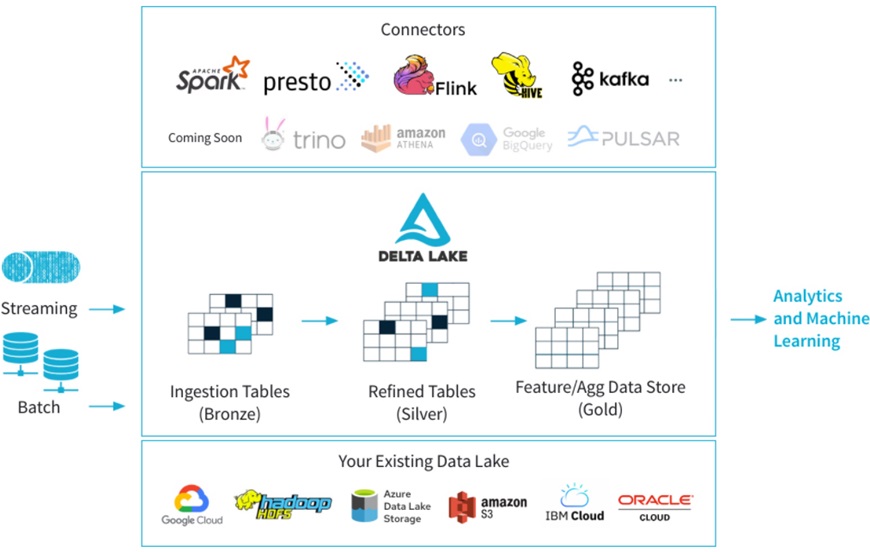 Connectors
APACHE
Spark
presto
Flink
HIVE
kafka
...
Coming Soon
trino
amazon
ATHENA
Google
BigQuery
PULSAR
DELTA LAKE
Streaming
Batch
Ingestion Tables
(Bronze)
Refined Tables
(Silver)
Feature/Agg Data Store
(Gold)
Analytics
and Machine
Learning
Your Existing Data Lake
Google Cloud
hadoop
HDFS
Azure
Data Lake
Storage
amazon
S3
IBM Cloud
ORACLE
CLOUD